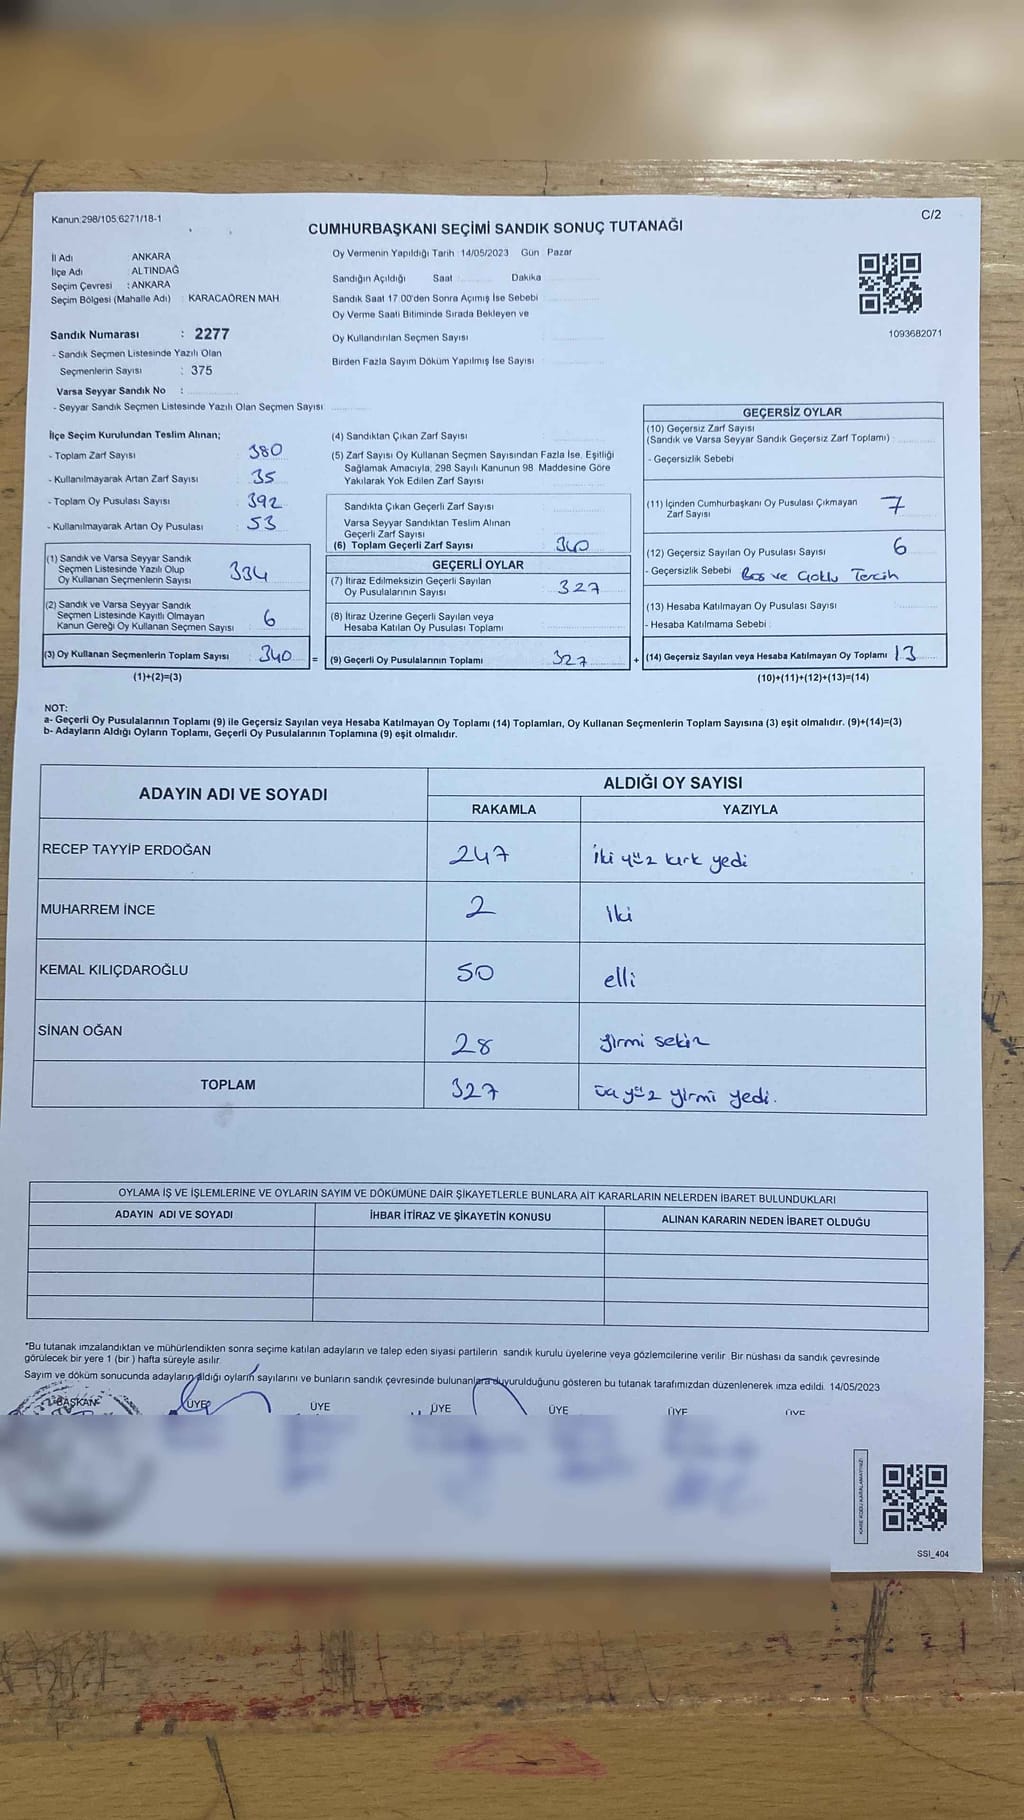 Kanun:298/105.6271/18-1
C/2
CUMHURBAŞKANI SEÇİMİ SANDIK SONUÇ TUTANAĞI
İl Adı ANKARA
İlçe Adı ALTINDAĞ
Seçim Çevresi : ANKARA
Seçim Bölgesi (Mahalle Adı) : KARACAÖREN MAH.
Sandık Numarası : 2277
- Sandık Seçmen Listesinde Yazılı Olan
Seçmenlerin Sayısı : 375
Varsa Seyyar Sandık No :
- Seyyar Sandık Seçmen Listesinde Yazılı Olan Seçmen Sayısı
Oy Vermenin Yapıldığı Tarih :14/05/2023 Gün Pazar
Sandığın Açıldığı Saat Dakika
Sandık Saat 17.00'den Sonra Açımış İse Sebebi
Oy Verme Saati Bitiminde Sırada Bekleyen ve
Oy Kullandırılan Seçmen Sayısı
Birden Fazla Sayım Döküm Yapılmış İse Sayısı
1093682071
İlçe Seçim Kurulundan Teslim Alınan;
- Toplam Zarf Sayısı 380
- Kullanılmayarak Artan Zarf Sayısı 35
- Toplam Oy Pusulası Sayısı 392
- Kullanılmayarak Artan Oy Pusulası 53
(1) Sandık ve Varsa Seyyar Sandık
Seçmen Listesinde Yazılı Olup
Oy Kullanan Seçmenlerin Sayısı 334
(2) Sandık ve Varsa Seyyar Sandık
Seçmen Listesinde Kayıtlı Olmayan
Kanun Gereği Oy Kullanan Seçmen Sayısı 6
(3) Oy Kullanan Seçmenlerin Toplam Sayısı 340 =
(1)+(2)=(3)
(4) Sandıktan Çıkan Zarf Sayısı
(5) Zarf Sayısı Oy Kullanan Seçmen Sayısından Fazla İse, Eşitliği
Sağlamak Amacıyla, 298 Sayılı Kanunun 98. Maddesine Göre
Yakılarak Yok Edilen Zarf Sayısı
Sandıkta Çıkan Geçerli Zarf Sayısı
Varsa Seyyar Sandıktan Teslim Alınan
Geçerli Zarf Sayısı
(6) Toplam Geçerli Zarf Sayısı 340
GEÇERLİ OYLAR
(7) İtiraz Edilmeksizin Geçerli Sayılan
Oy Pusulalarının Sayısı 327
(8) İtiraz Üzerine Geçerli Sayılan veya
Hesaba Katılan Oy Pusulası Toplamı
(9) Geçerli Oy Pusulalarının Toplamı 327 +
GEÇERSİZ OYLAR
(10) Geçersiz Zarf Sayısı
(Sandık ve Varsa Seyyar Sandık Geçersiz Zarf Toplamı)
- Geçersizlik Sebebi
(11) İçinden Cumhurbaşkanı Oy Pusulası Çıkmayan
Zarf Sayısı 7
(12) Geçersiz Sayılan Oy Pusulası Sayısı 6
- Geçersizlik Sebebi Boş ve Çoklu Tercih
(13) Hesaba Katılmayan Oy Pusulası Sayısı
- Hesaba Katılmama Sebebi
(14) Geçersiz Sayılan veya Hesaba Katılmayan Oy Toplamı 13
(10)+(11)+(12)+(13)=(14)
NOT:
a- Geçerli Oy Pusulalarının Toplamı (9) ile Geçersiz Sayılan veya Hesaba Katılmayan Oy Toplamı (14) Toplamları, Oy Kullanan Seçmenlerin Toplam Sayısına (3) eşit olmalıdır. (9)+(14)=(3)
b- Adayların Aldığı Oyların Toplamı, Geçerli Oy Pusulalarının Toplamına (9) eşit olmalıdır.
ADAYIN ADI VE SOYADI ALDIĞI OY SAYISI
RAKAMLA YAZIYLA
RECEP TAYYİP ERDOĞAN 247 iki yüz kırk yedi
MUHARREM İNCE 2 iki
KEMAL KILIÇDAROĞLU 50 elli
SİNAN OĞAN 28 yirmi sekiz
TOPLAM 327 üç yüz yirmi yedi.
OYLAMA İŞ VE İŞLEMLERİNE VE OYLARIN SAYIM VE DÖKÜMÜNE DAİR ŞİKAYETLERLE BUNLARA AİT KARARLARIN NELERDEN İBARET BULUNDUKLARI
ADAYIN ADI VE SOYADI İHBAR İTİRAZ VE ŞİKAYETİN KONUSU ALINAN KARARIN NEDEN İBARET OLDUĞU
*Bu tutanak imzalandıktan ve mühürlendikten sonra seçime katılan adayların ve talep eden siyasi partilerin sandık kurulu üyelerine veya gözlemcilerine verilir. Bir nüshası da sandık çevresinde
görülecek bir yere 1 (bir ) hafta süreyle asılır.
Sayım ve döküm sonucunda adayların aldığı oyların sayılarını ve bunların sandık çevresinde bulunanlara duyurulduğunu gösteren bu tutanak tarafımızdan düzenlenerek imza edildi. 14/05/2023
BAŞKAN ÜYE ÜYE ÜYE ÜYE ÜYE ÜYE
KARE KODU KARALAMAYINIZ!
SSI_404